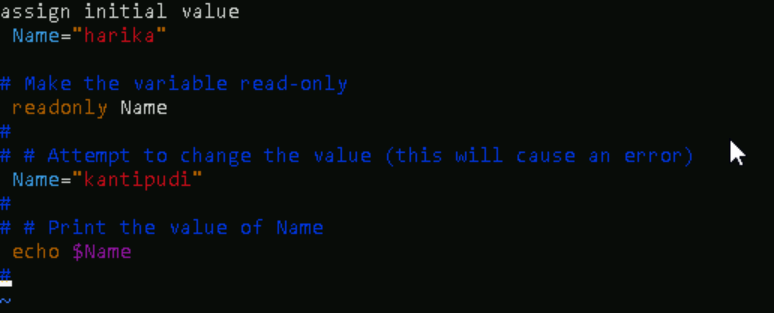 assign initial value
Name="harika"
# Make the variable read-only
readonly Name
#
# # Attempt to change the value (this will cause an error)
Name="kantipudi"
#
# # Print the value of Name
echo $Name
#
~